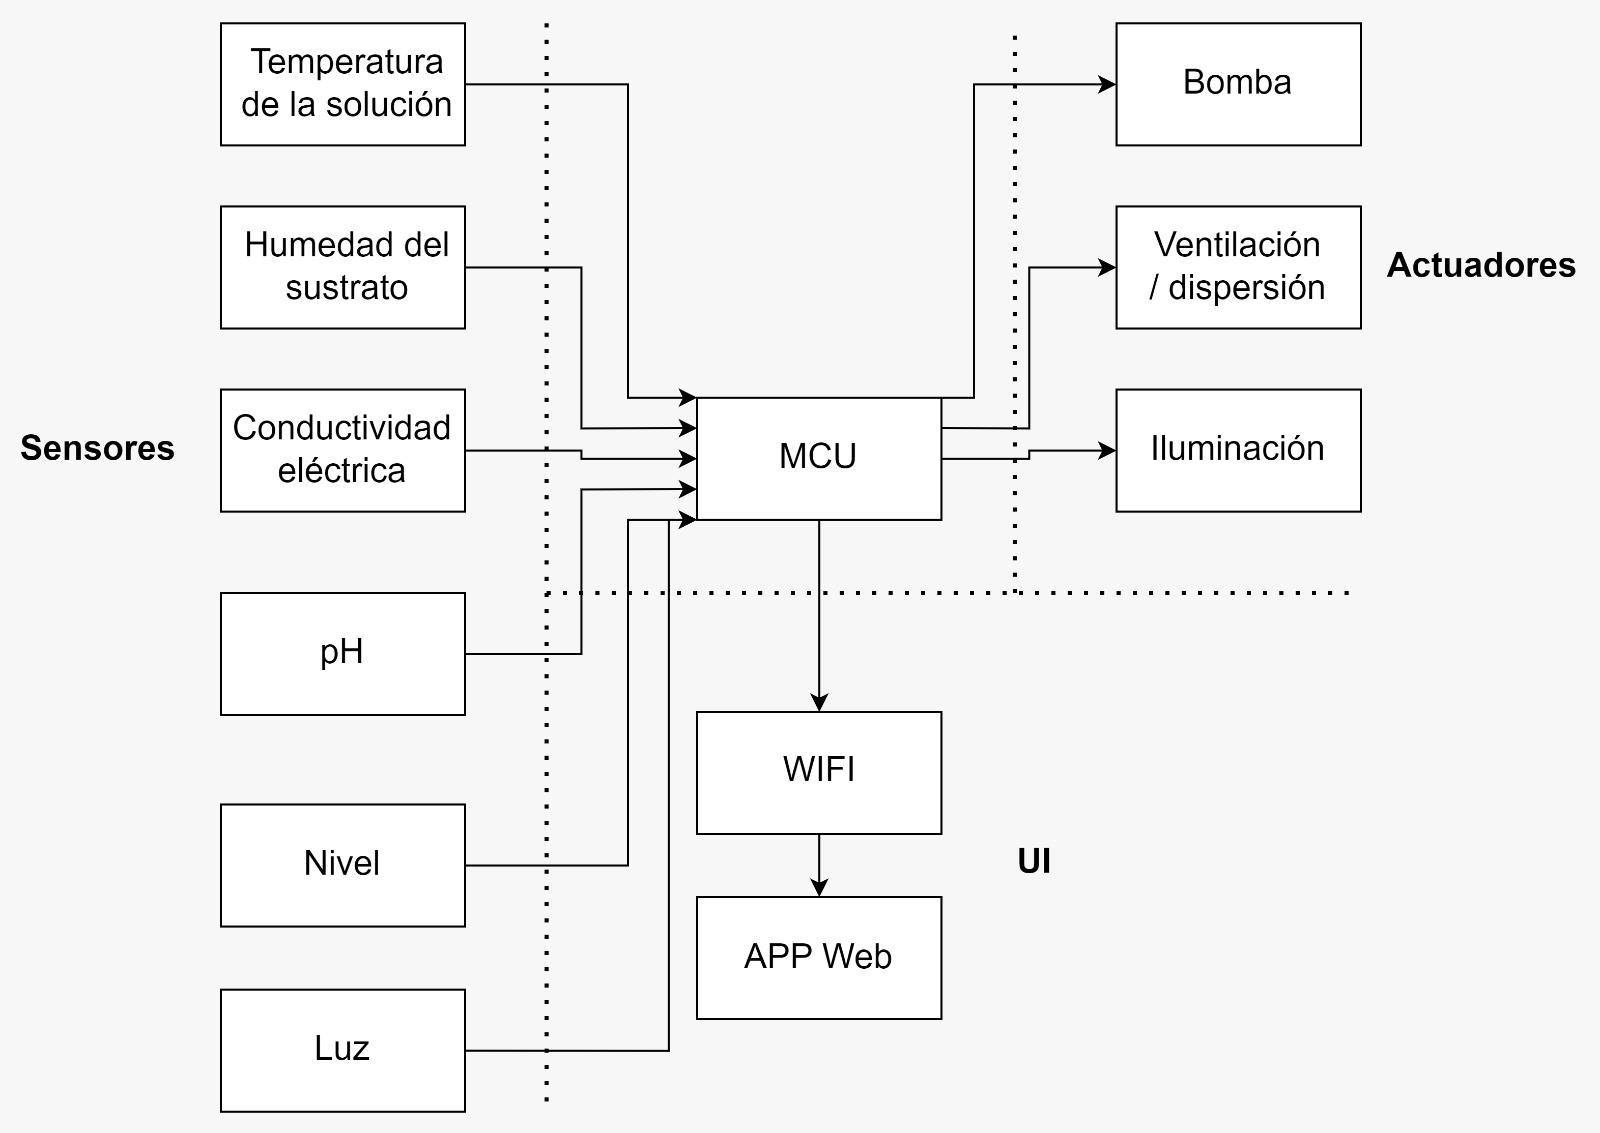 Sensores
Temperatura
de la solución
Humedad del
sustrato
Conductividad
eléctrica
pH
Nivel
Luz
MCU
WIFI
APP Web
UI
Bomba
Ventilación
/ dispersión
Iluminación
Actuadores